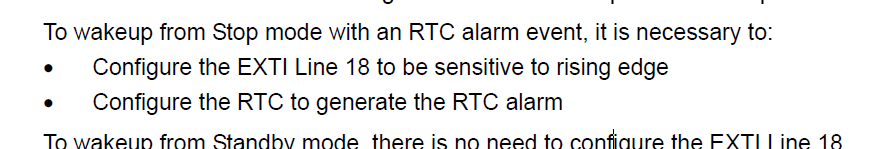 To wakeup from Stop mode with an RTC alarm event, it is necessary to:
• Configure the EXTI Line 18 to be sensitive to rising edge
• Configure the RTC to generate the RTC alarm
To wakeup from Standby mode, there is no need to configure the EXTI Line 18